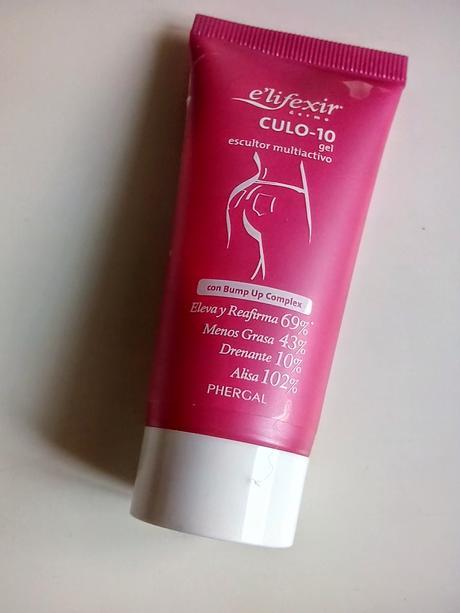 e'lifexir®
dermo
CULO-10
gel
escultor multiactivo
con Bump Up Complex
Eleva y Reafirma 69%*
Menos Grasa 43%
Drenante 10%
Alisa 102%
PHERGAL